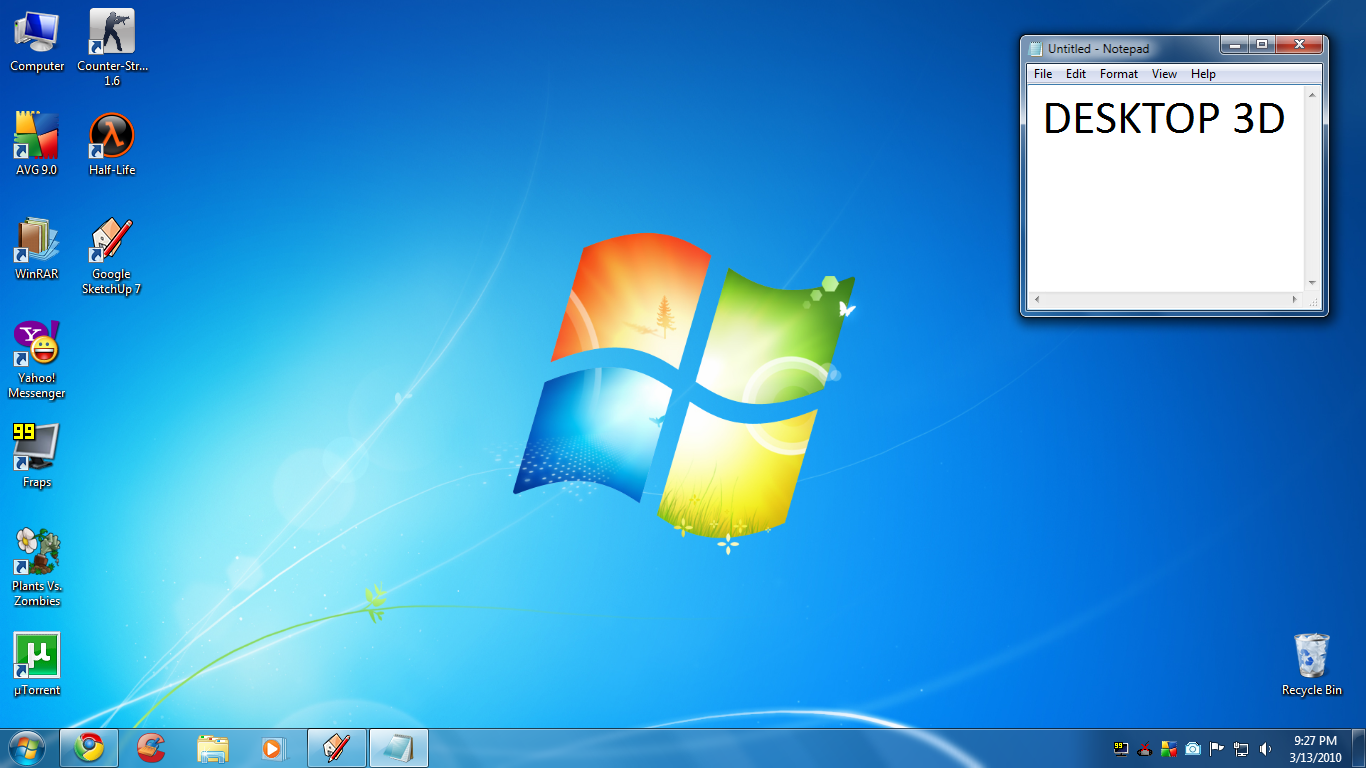 Computer
Counter-Str...
1.6
AVG 9.0
Half-Life
WinRAR
Google
SketchUp 7
Yahoo!
Messenger
99
Fraps
Plants Vs.
Zombies
µ
µTorrent
Untitled - Notepad
File Edit Format View Help
DESKTOP 3D
Recycle Bin
99
9:27 PM
3/13/2010